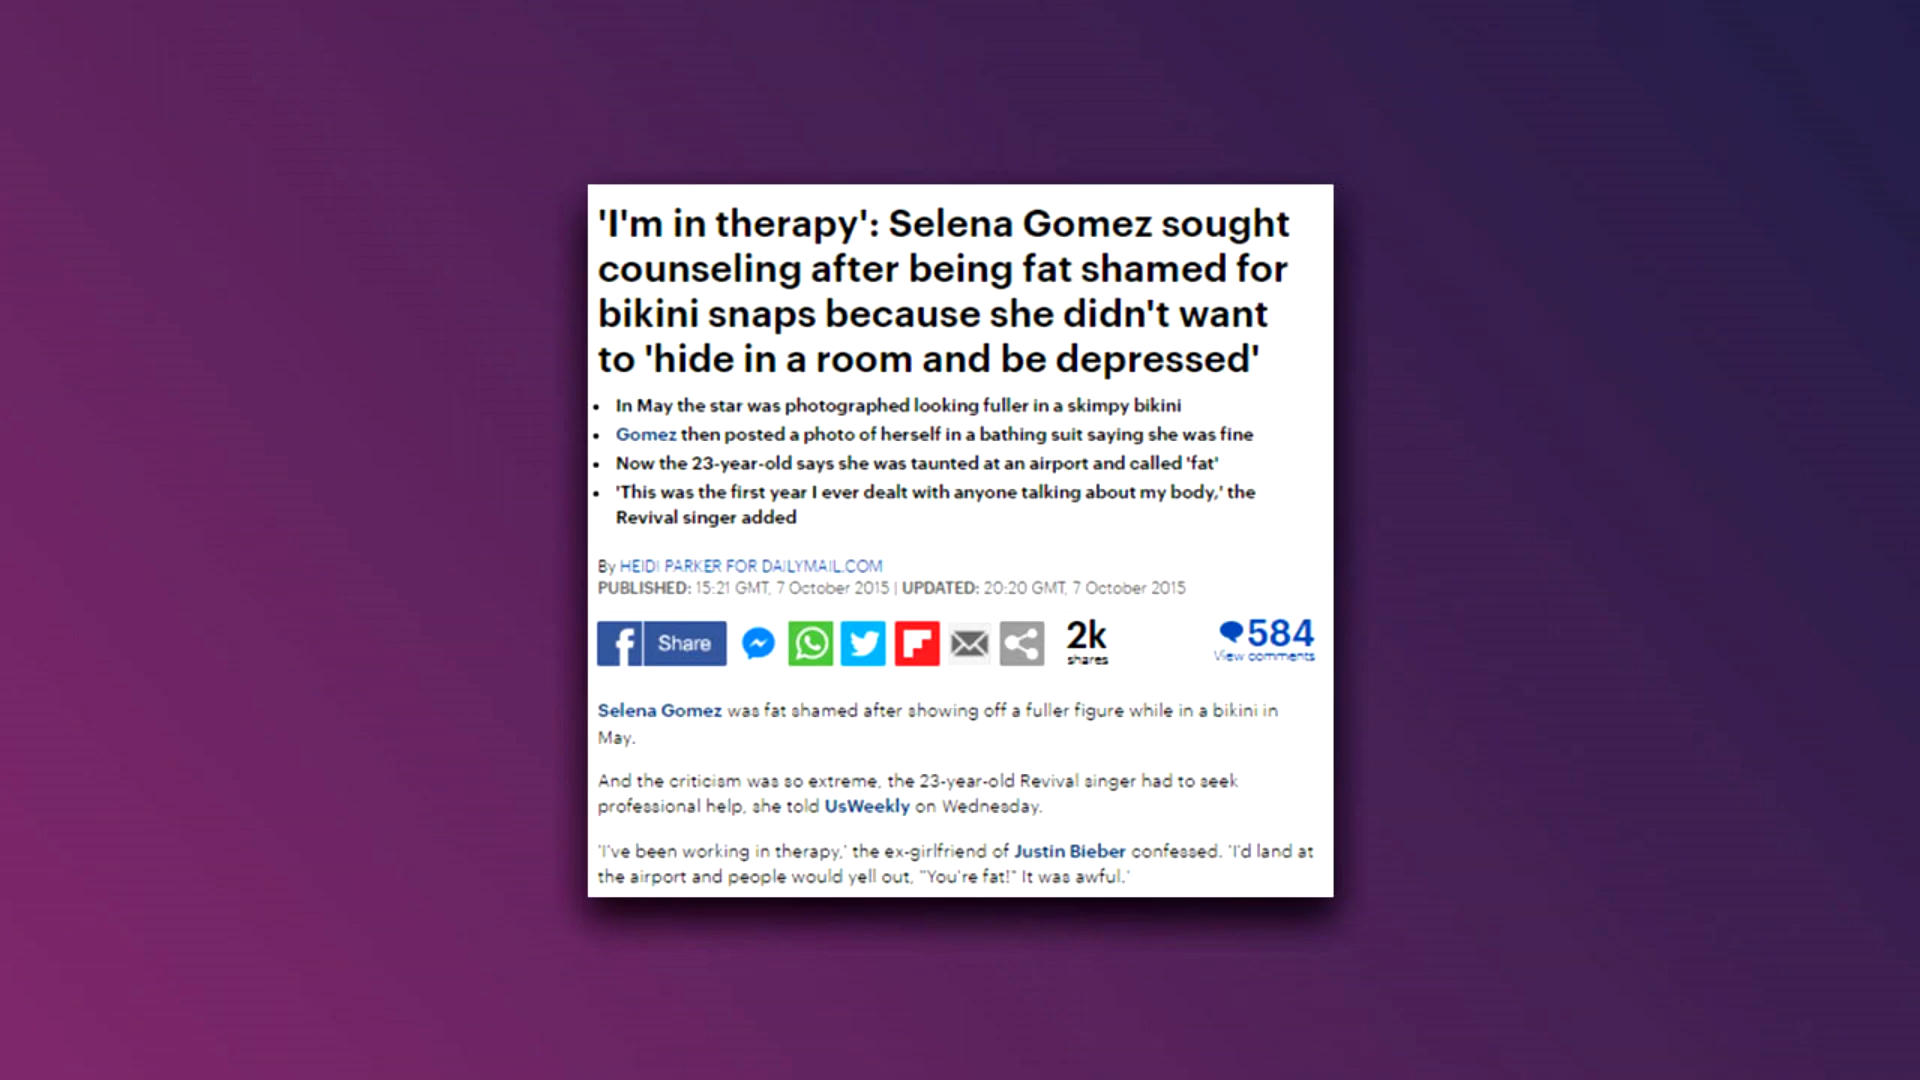 'I'm in therapy': Selena Gomez sought
counseling after being fat shamed for
bikini snaps because she didn't want
to 'hide in a room and be depressed'
• In May the star was photographed looking fuller in a skimpy bikini
• Gomez then posted a photo of herself in a bathing suit saying she was fine
• Now the 23-year-old says she was taunted at an airport and called 'fat'
• 'This was the first year I ever dealt with anyone talking about my body,' the
Revival singer added
By HEIDI PARKER FOR DAILYMAIL.COM
PUBLISHED: 15:21 GMT, 7 October 2015 | UPDATED: 20:20 GMT, 7 October 2015
f Share 2k 584
shares View comments
Selena Gomez was fat shamed after showing off a fuller figure while in a bikini in
May.
And the criticism was so extreme, the 23-year-old Revival singer had to seek
professional help, she told UsWeekly on Wednesday.
'I've been working in therapy,' the ex-girlfriend of Justin Bieber confessed. 'I'd land at
the airport and people would yell out, "You're fat!" It was awful.'